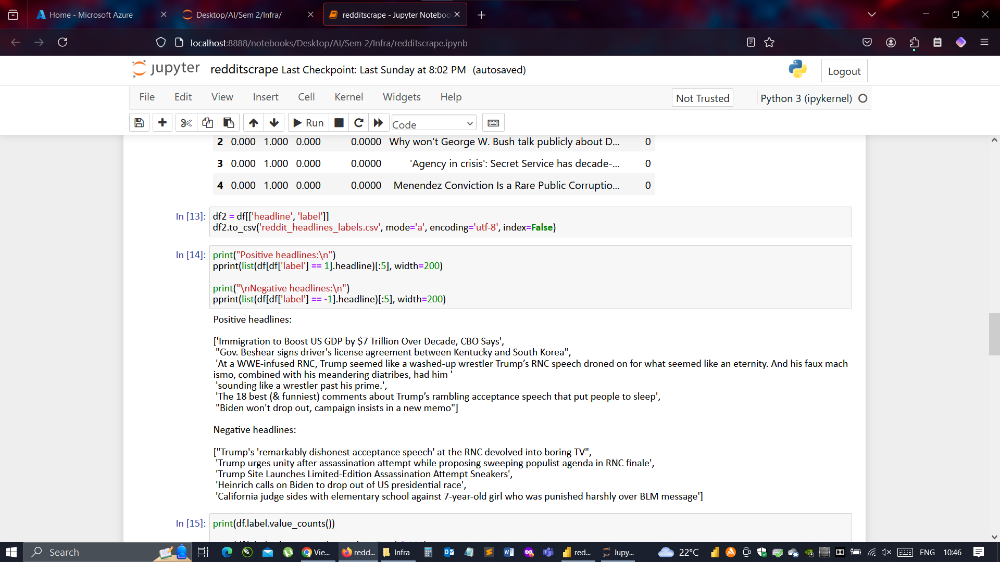 Home - Microsoft Azure
Desktop/AI/Sem 2/Infra/
redditscrape - Jupyter Noteboo
localhost:8888/notebooks/Desktop/AI/Sem 2/Infra/redditscrape.ipynb
jupyter redditscrape Last Checkpoint: Last Sunday at 8:02 PM (autosaved)
Logout
File Edit View Insert Cell Kernel Widgets Help
Not Trusted
Python 3 (ipykernel)
Run
Code
2 0.000 1.000 0.000 0.0000 Why won't George W. Bush talk publicly about D... 0
3 0.000 1.000 0.000 0.0000 'Agency in crisis': Secret Service has decade-... 0
4 0.000 1.000 0.000 0.0000 Menendez Conviction Is a Rare Public Corruptio... 0
In [13]: df2 = df[['headline', 'label']]
df2.to_csv('reddit_headlines_labels.csv', mode='a', encoding='utf-8', index=False)
In [14]: print("Positive headlines:\n")
pprint(list(df[df['label'] == 1].headline)[:5], width=200)
print("\nNegative headlines:\n")
pprint(list(df[df['label'] == -1].headline)[:5], width=200)
Positive headlines:
['Immigration to Boost US GDP by $7 Trillion Over Decade, CBO Says',
"Gov. Beshear signs driver's license agreement between Kentucky and South Korea",
'At a WWE-infused RNC, Trump seemed like a washed-up wrestler Trump’s RNC speech droned on for what seemed like an eternity. And his faux mach
ismo, combined with his meandering diatribes, had him '
'sounding like a wrestler past his prime.',
'The 18 best (& funniest) comments about Trump’s rambling acceptance speech that put people to sleep',
"Biden won't drop out, campaign insists in a new memo"]
Negative headlines:
["Trump's 'remarkably dishonest acceptance speech' at the RNC devolved into boring TV",
'Trump urges unity after assassination attempt while proposing sweeping populist agenda in RNC finale',
'Trump Site Launches Limited-Edition Assassination Attempt Sneakers',
'Heinrich calls on Biden to drop out of US presidential race',
'California judge sides with elementary school against 7-year-old girl who was punished harshly over BLM message']
In [15]: print(df.label.value_counts())
Search
Vie...
redd...
Infra
red...
Jupy...
22°C
ENG
10:46